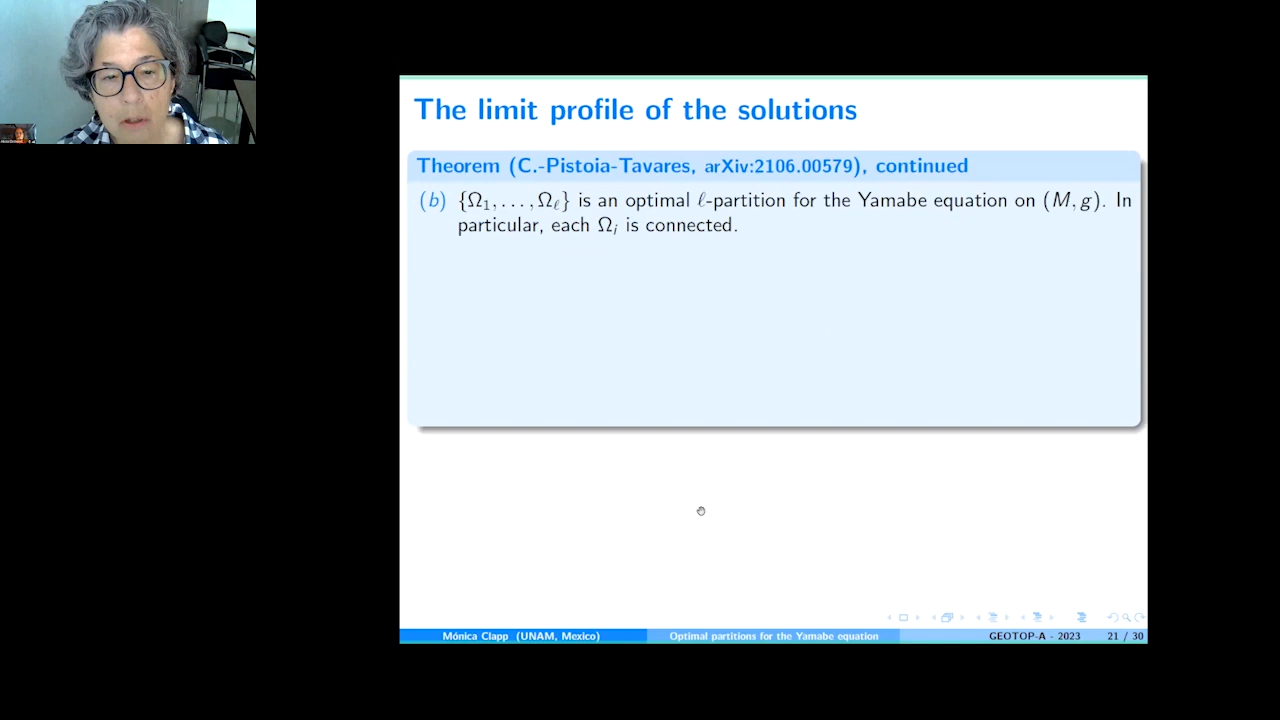 The limit profile of the solutions
Theorem (C.-Pistoia-Tavares, arXiv:2106.00579), continued
(b) {Ω₁, . . . , Ωℓ} is an optimal ℓ-partition for the Yamabe equation on (M, g). In
particular, each Ωᵢ is connected.
Mónica Clapp (UNAM, Mexico) Optimal partitions for the Yamabe equation GEOTOP-A - 2023 21 / 30